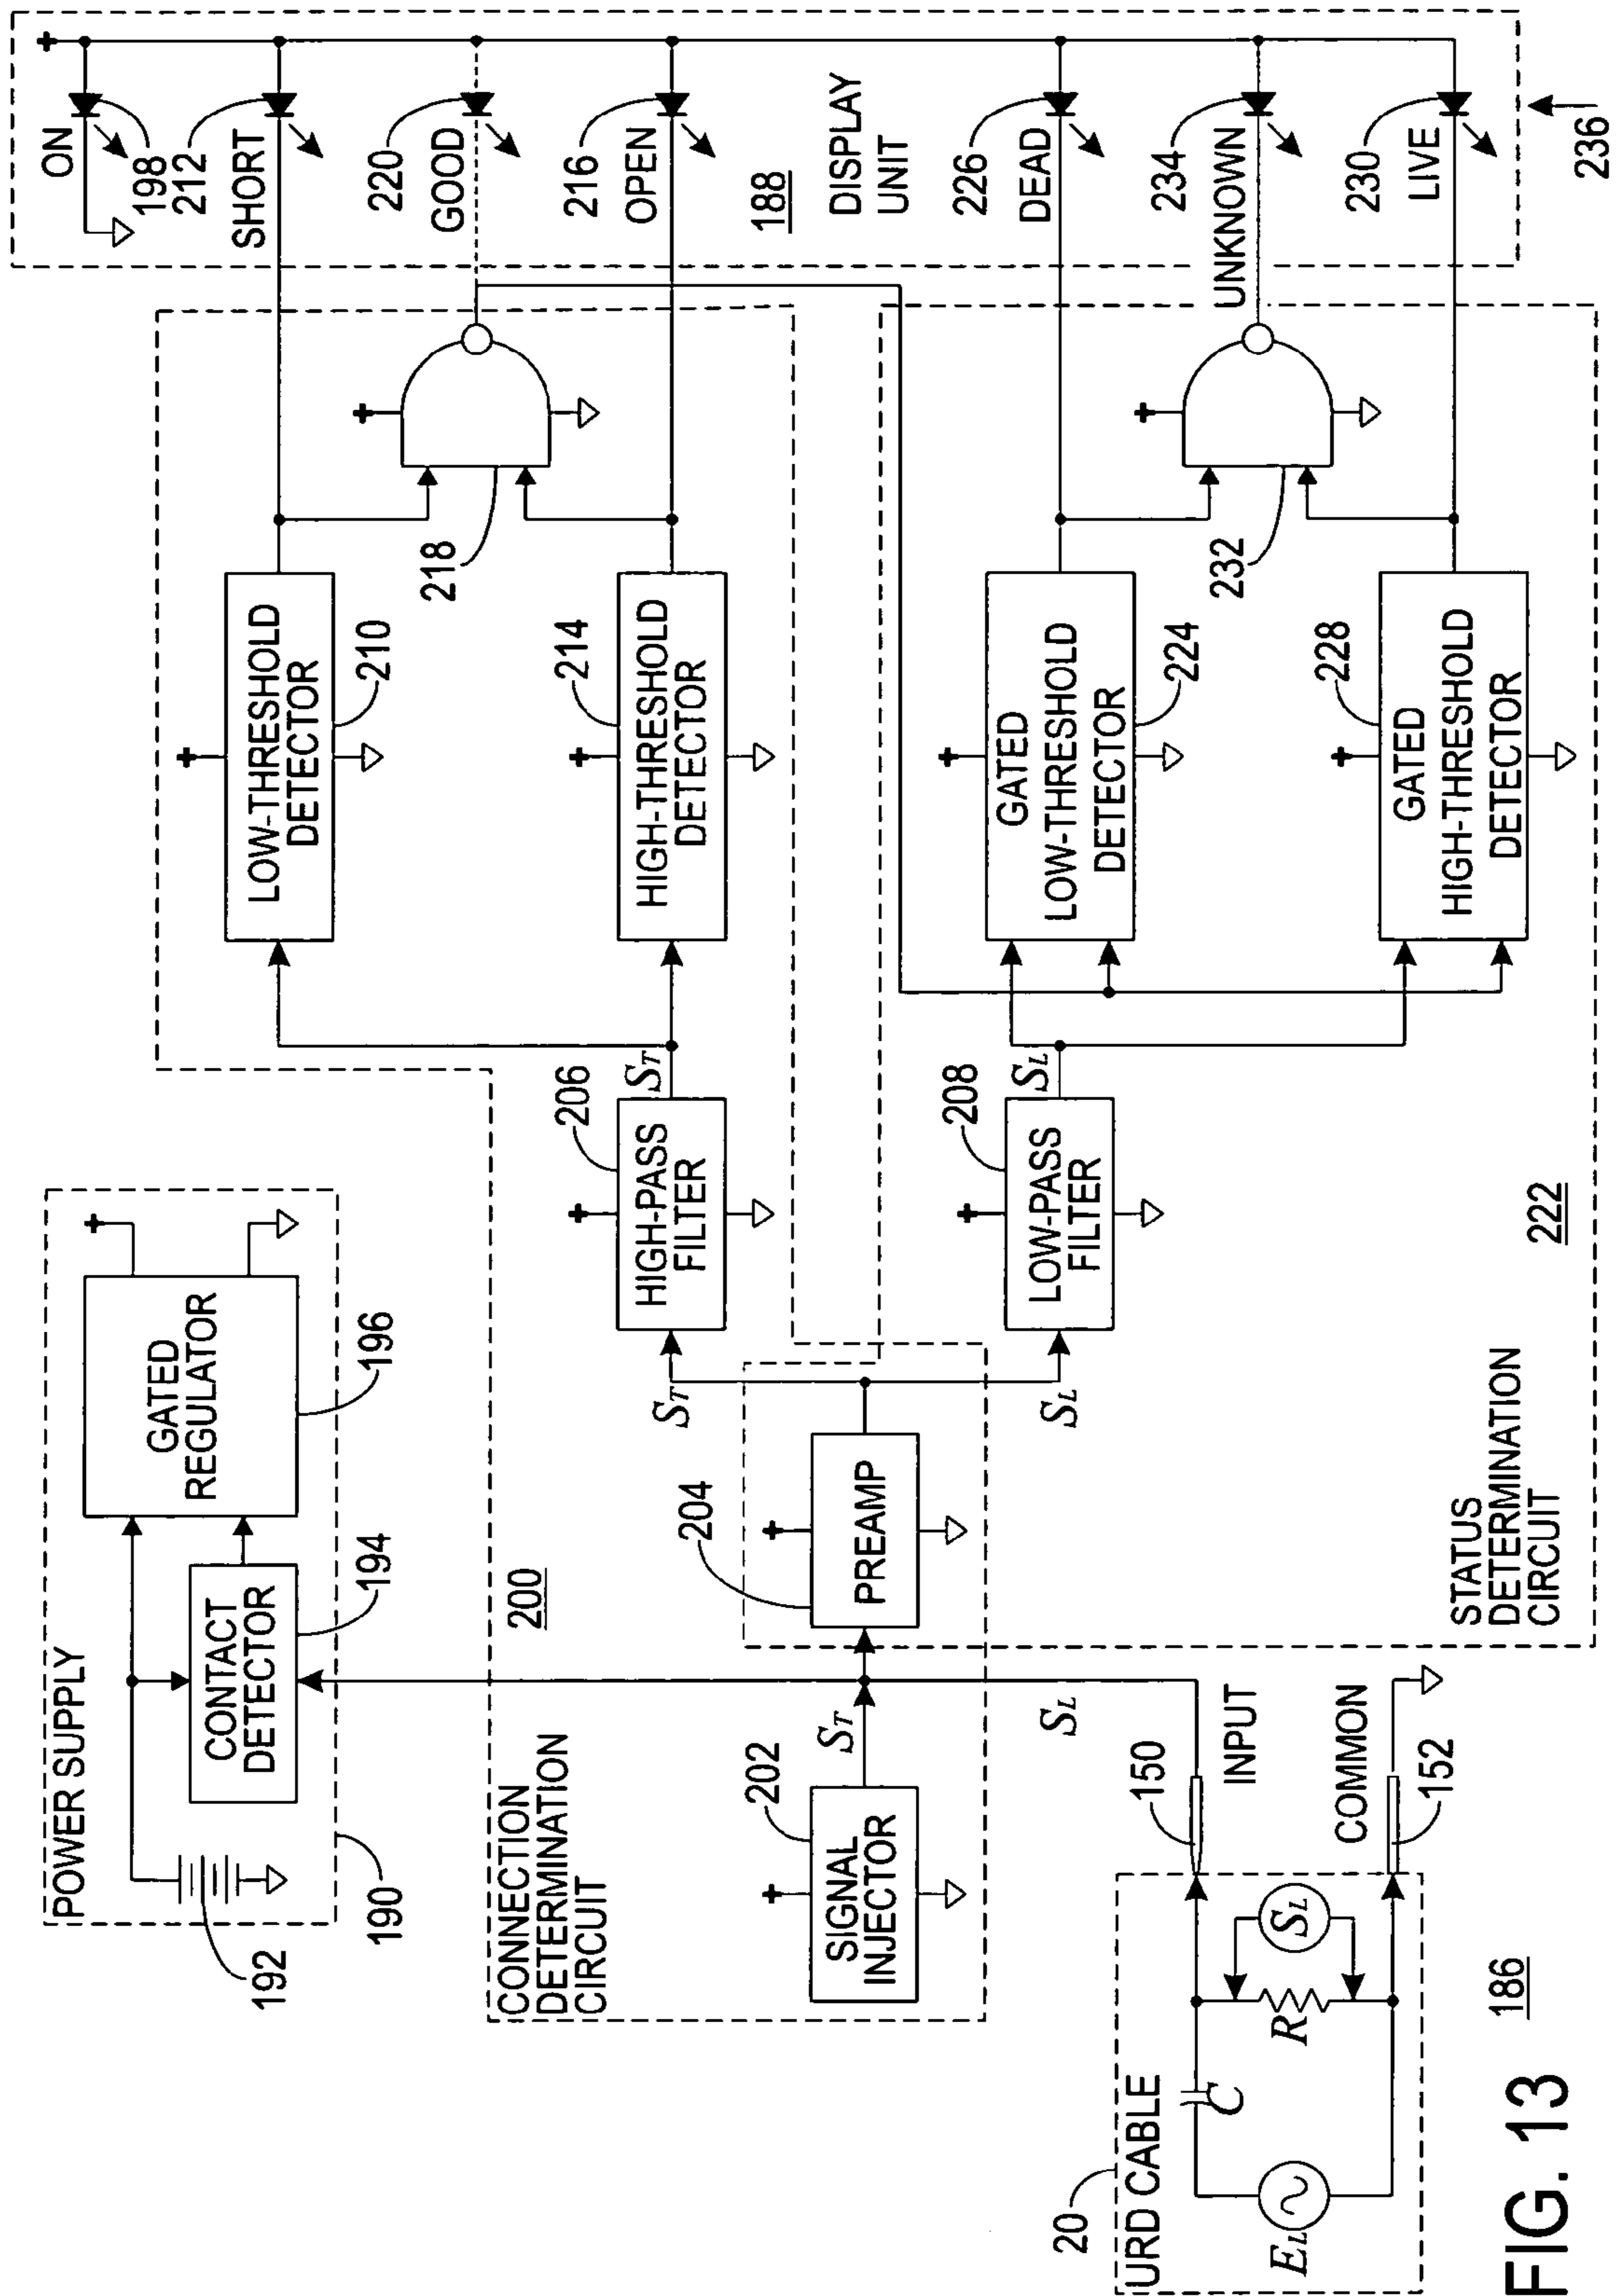 POWER SUPPLY
190
192
CONTACT
DETECTOR
194
GATED
REGULATOR
196
+
CONNECTION
DETERMINATION
CIRCUIT
200
SIGNAL
INJECTOR
202
+
ST
SL
PREAMP
204
+
ST
SL
HIGH-PASS
FILTER
206
+
ST
LOW-PASS
FILTER
208
+
SL
LOW-THRESHOLD
DETECTOR
210
+
HIGH-THRESHOLD
DETECTOR
214
+
218
+
GATED
LOW-THRESHOLD
DETECTOR
224
+
GATED
HIGH-THRESHOLD
DETECTOR
228
+
232
+
STATUS
DETERMINATION
CIRCUIT
222
+
ON
198
212
SHORT
220
GOOD
216
OPEN
188
DISPLAY
UNIT
226
DEAD
234
UNKNOWN
230
LIVE
236
URD CABLE
20
EL
C
R
SL
150
INPUT
COMMON
152
186
FIG. 13